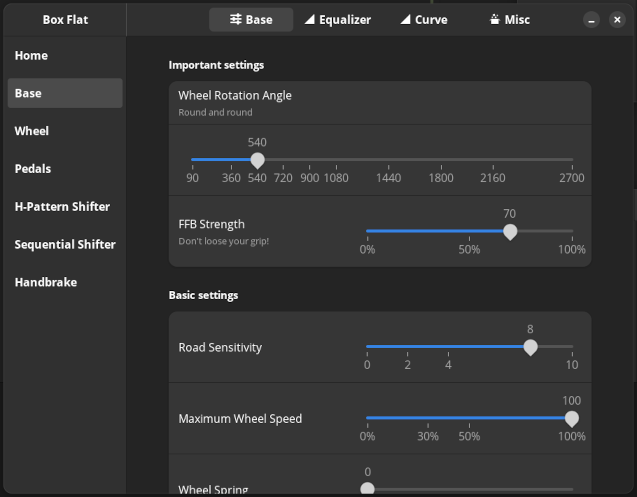 Box Flat
Base
Equalizer
Curve
Misc
Home
Base
Wheel
Pedals
H-Pattern Shifter
Sequential Shifter
Handbrake
Important settings
Wheel Rotation Angle
Round and round
540
90 360 540 720 900 1080 1440 1800 2160 2700
FFB Strength
Don't loose your grip!
70
0% 50% 100%
Basic settings
Road Sensitivity
8
0 2 4 10
Maximum Wheel Speed
100
0% 30% 50% 100%
Wheel Spring
0